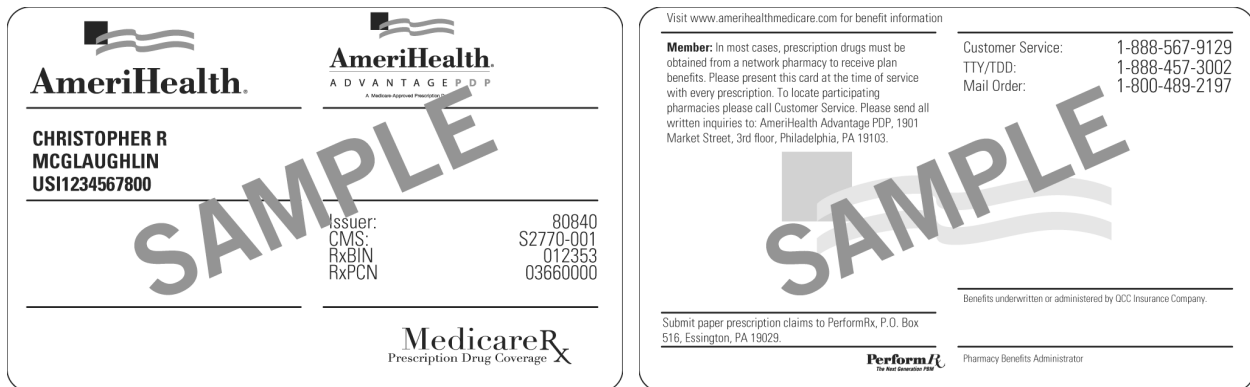 AmeriHealth®
AmeriHealth®
ADVANTAGE PDP
A Medicare-Approved Prescription
CHRISTOPHER R
MCGLAUGHLIN
USI1234567800
Issuer: 80840
CMS: S2770-001
RxBIN 012353
RxPCN 03660000
SAMPLE
MedicareRx
Prescription Drug Coverage
Visit www.amerihealthmedicare.com for benefit information
Member: In most cases, prescription drugs must be
obtained from a network pharmacy to receive plan
benefits. Please present this card at the time of service
with every prescription. To locate participating
pharmacies please call Customer Service. Please send all
written inquiries to: AmeriHealth Advantage PDP, 1901
Market Street, 3rd floor, Philadelphia, PA 19103.
Customer Service: 1-888-567-9129
TTY/TDD: 1-888-457-3002
Mail Order: 1-800-489-2197
SAMPLE
Benefits underwritten or administered by QCC Insurance Company.
Submit paper prescription claims to PerformRx, P.O. Box
516, Essington, PA 19029.
PerformRx
The Next Generation PBM
Pharmacy Benefits Administrator